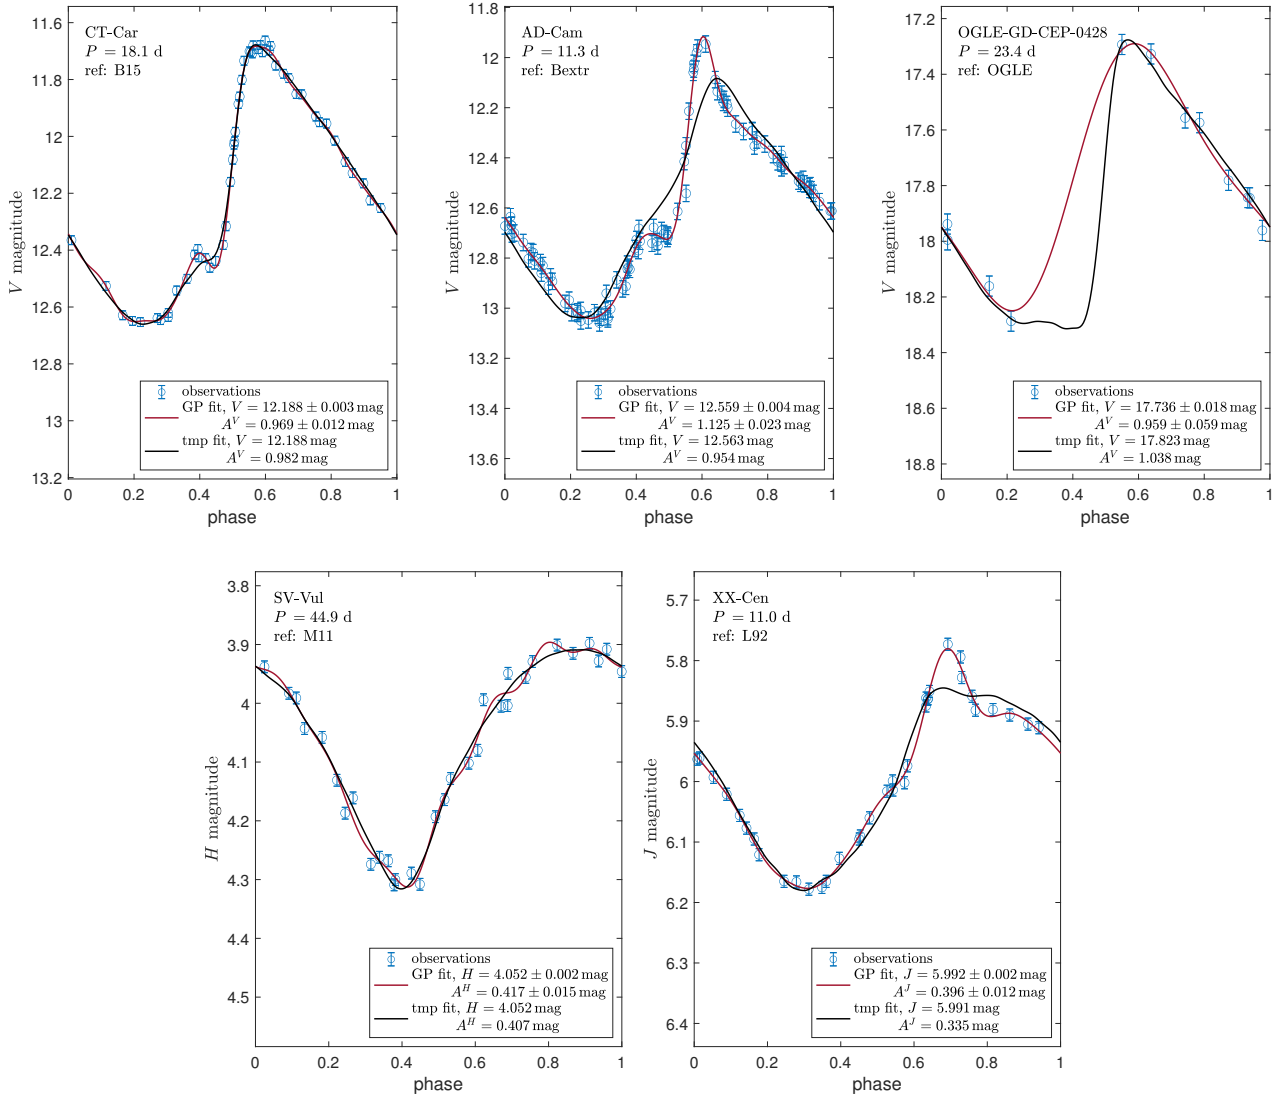 CT-Car
P = 18.1 d
ref: B15
11.6
11.8
12
12.2
12.4
12.6
12.8
13
13.2
V magnitude
observations
GP fit, V = 12.188 ± 0.003 mag
A^V = 0.969 ± 0.012 mag
tmp fit, V = 12.188 mag
A^V = 0.982 mag
0 0.2 0.4 0.6 0.8 1
phase
AD-Cam
P = 11.3 d
ref: Bextr
11.8
12
12.2
12.4
12.6
12.8
13
13.2
13.4
13.6
V magnitude
observations
GP fit, V = 12.559 ± 0.004 mag
A^V = 1.125 ± 0.023 mag
tmp fit, V = 12.563 mag
A^V = 0.954 mag
0 0.2 0.4 0.6 0.8 1
phase
OGLE-GD-CEP-0428
P = 23.4 d
ref: OGLE
17.2
17.4
17.6
17.8
18
18.2
18.4
18.6
18.8
V magnitude
observations
GP fit, V = 17.736 ± 0.018 mag
A^V = 0.959 ± 0.059 mag
tmp fit, V = 17.823 mag
A^V = 1.038 mag
0 0.2 0.4 0.6 0.8 1
phase
SV-Vul
P = 44.9 d
ref: M11
3.8
3.9
4
4.1
4.2
4.3
4.4
4.5
H magnitude
observations
GP fit, H = 4.052 ± 0.002 mag
A^H = 0.417 ± 0.015 mag
tmp fit, H = 4.052 mag
A^H = 0.407 mag
0 0.2 0.4 0.6 0.8 1
phase
XX-Cen
P = 11.0 d
ref: L92
5.7
5.8
5.9
6
6.1
6.2
6.3
6.4
J magnitude
observations
GP fit, J = 5.992 ± 0.002 mag
A^J = 0.396 ± 0.012 mag
tmp fit, J = 5.991 mag
A^J = 0.335 mag
0 0.2 0.4 0.6 0.8 1
phase